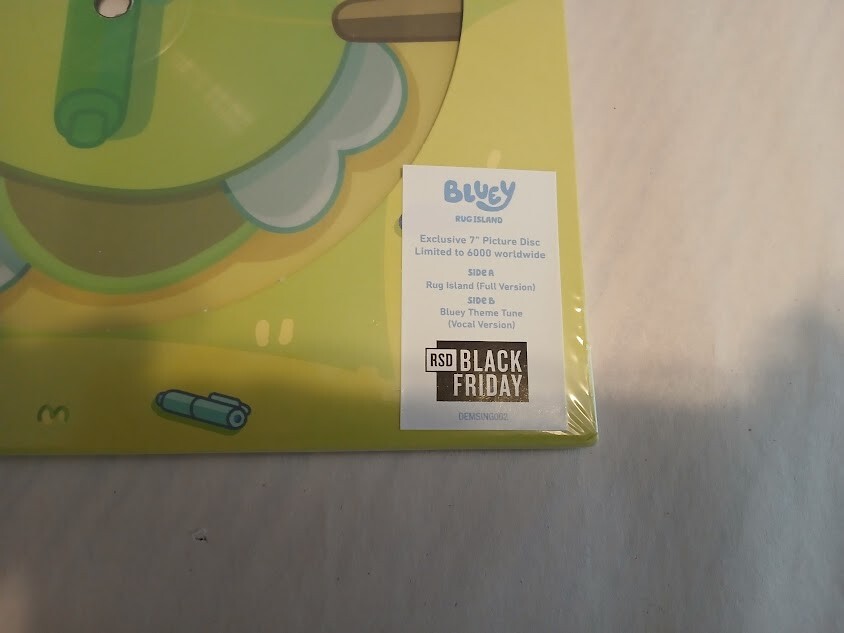 BLUEY
RUG ISLAND
Exclusive 7" Picture Disc
Limited to 6000 worldwide
SIDE A
Rug Island (Full Version)
SIDE B
Bluey Theme Tune
(Vocal Version)
RSD BLACK
FRIDAY
DEMSING002